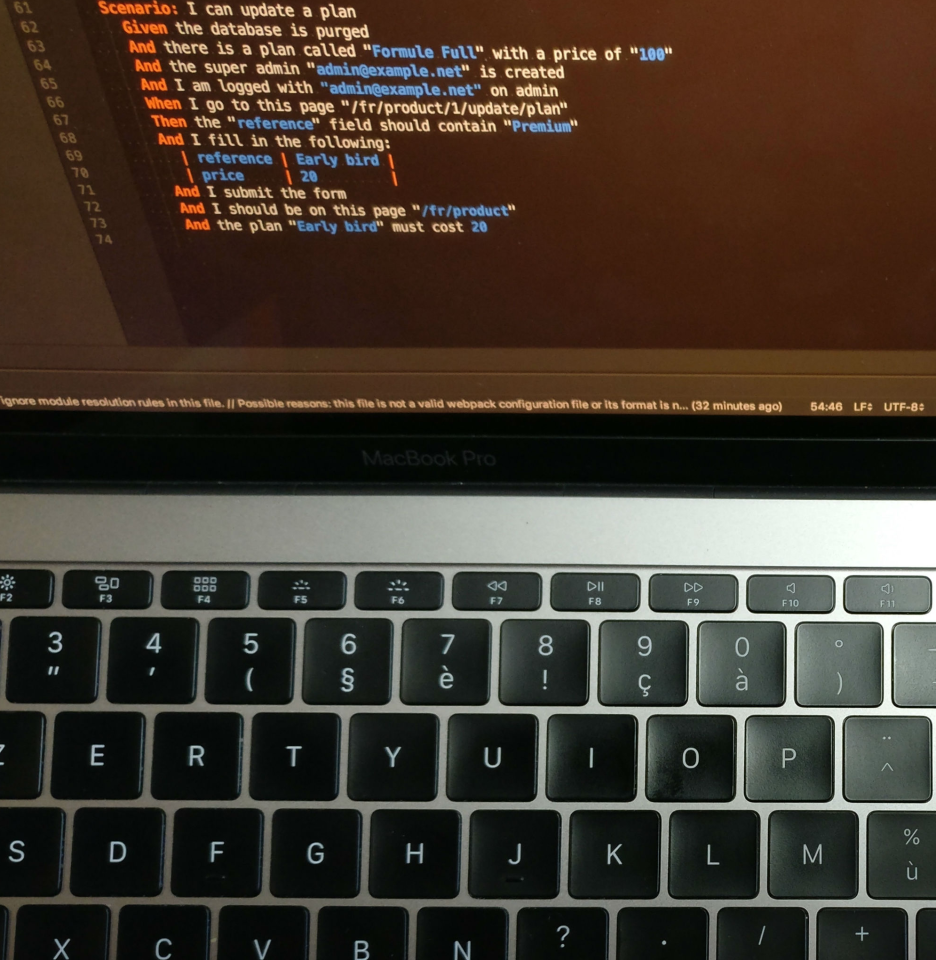 61 Scenario: I can update a plan
62 Given the database is purged
63 And there is a plan called "Formule Full" with a price of "100"
64 And the super admin "admin@example.net" is created
65 And I am logged with "admin@example.net" on admin
66 When I go to this page "/fr/product/1/update/plan"
67 Then the "reference" field should contain "Premium"
68 And I fill in the following:
69 | reference | Early bird |
70 | price | 20 |
71 And I submit the form
72 And I should be on this page "/fr/product"
73 And the plan "Early bird" must cost 20
74
ignore module resolution rules in this file. // Possible reasons: this file is not a valid webpack configuration file or its format is n... (32 minutes ago) 54:46 LF UTF-8
MacBook Pro
F2 F3 F4 F5 F6 F7 F8 F9 F10 F11
3 4 5 6 7 8 9 0 °
" ' ( § è ! ç à )
Z E R T Y U I O P ¨
^
S D F G H J K L M %
ù
X C V B N ? . / +